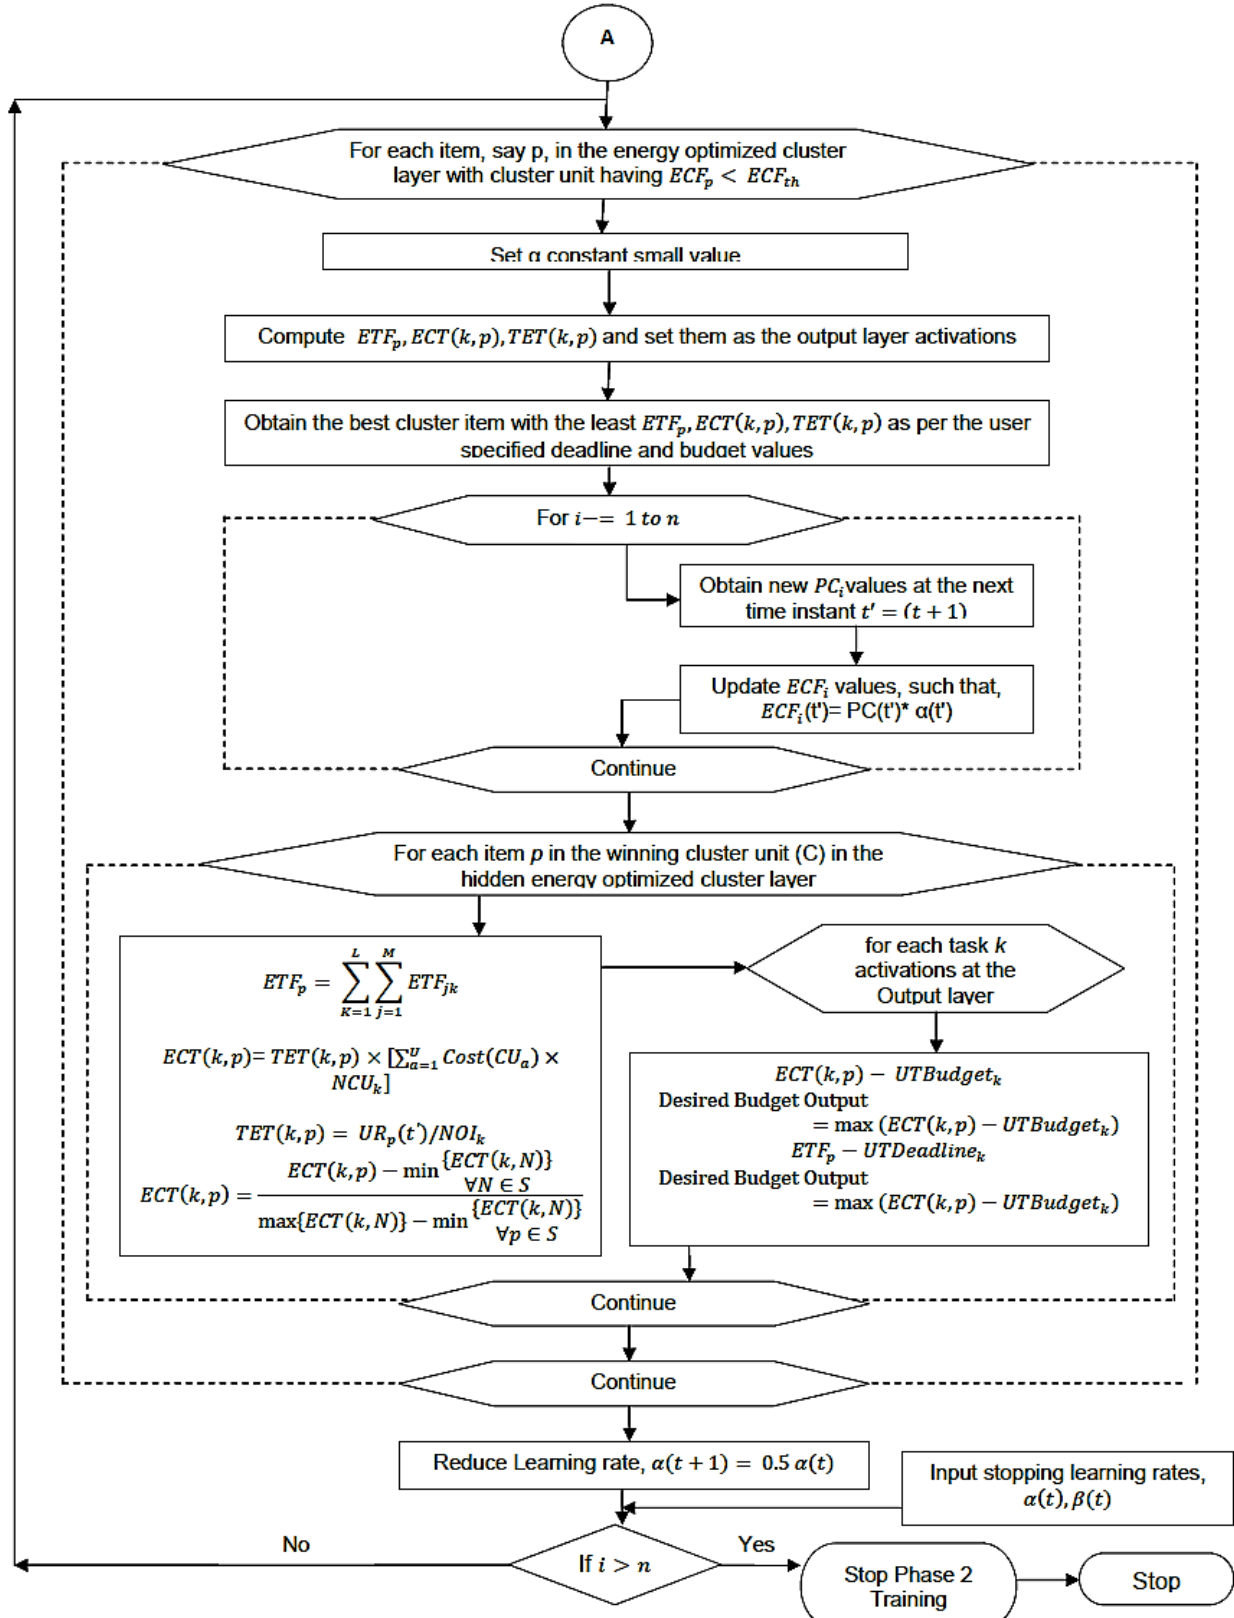 A
For each item, say p, in the energy optimized cluster
layer with cluster unit having ECF_p < ECF_th
Set α constant small value
Compute ETF_p, ECT(k, p), TET(k, p) and set them as the output layer activations
Obtain the best cluster item with the least ETF_p, ECT(k, p), TET(k, p) as per the user
specified deadline and budget values
For i−= 1 to n
Obtain new PC_i values at the next
time instant t′ = (t + 1)
Update ECF_i values, such that,
ECF_i(t')= PC(t')* α(t')
Continue
For each item p in the winning cluster unit (C) in the
hidden energy optimized cluster layer
ETF_p = ∑_{K=1}^{L} ∑_{j=1}^{M} ETF_jk
ECT(k, p)= TET(k, p) × [∑_{a=1}^{U} Cost(CU_a) ×
NCU_k]
TET(k, p) = UR_p(t')/NOI_k
ECT(k, p) − min {ECT(k, N)}
∀N ∈ S
ECT(k, p) =
max{ECT(k, N)} − min {ECT(k, N)}
∀p ∈ S
for each task k
activations at the
Output layer
ECT(k, p) − UTBudget_k
Desired Budget Output
= max (ECT(k, p) − UTBudget_k)
ETF_p − UTDeadline_k
Desired Budget Output
= max (ECT(k, p) − UTBudget_k)
Continue
Continue
Reduce Learning rate, α(t + 1) = 0.5 α(t)
Input stopping learning rates,
α(t), β(t)
If i > n
No
Yes
Stop Phase 2
Training
Stop